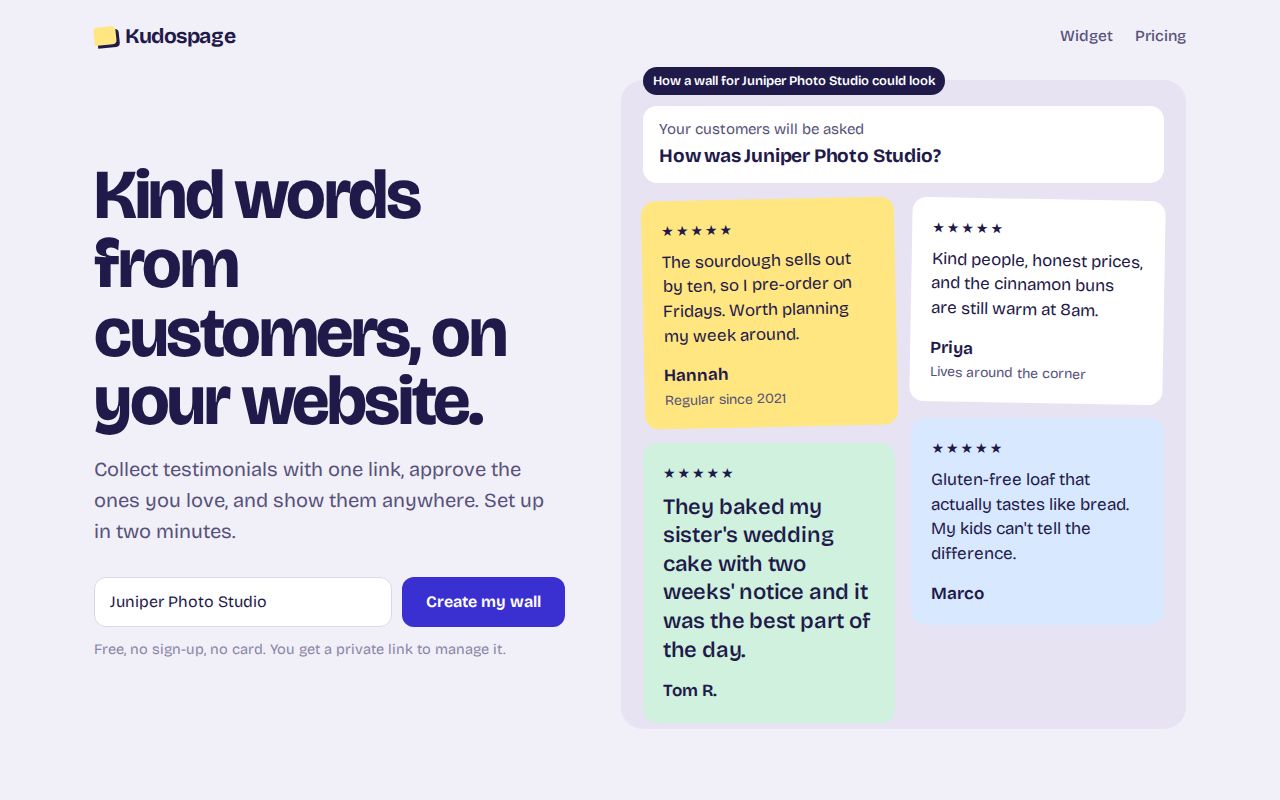 Kudospage
Widget
Pricing
Kind words
from
customers, on
your website.
Collect testimonials with one link, approve the
ones you love, and show them anywhere. Set up
in two minutes.
Juniper Photo Studio
Create my wall
Free, no sign-up, no card. You get a private link to manage it.
How a wall for Juniper Photo Studio could look
Your customers will be asked
How was Juniper Photo Studio?
★★★★★
The sourdough sells out
by ten, so I pre-order on
Fridays. Worth planning
my week around.
Hannah
Regular since 2021
★★★★★
They baked my
sister's wedding
cake with two
weeks' notice and it
was the best part of
the day.
Tom R.
★★★★★
Kind people, honest prices,
and the cinnamon buns
are still warm at 8am.
Priya
Lives around the corner
★★★★★
Gluten-free loaf that
actually tastes like bread.
My kids can't tell the
difference.
Marco